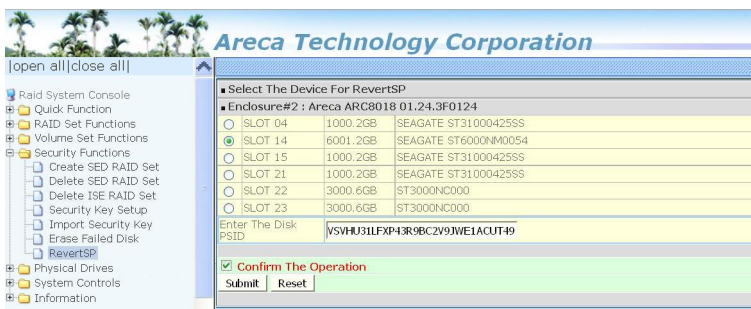 Areca Technology Corporation
|open all|close all|
Raid System Console
Quick Function
RAID Set Functions
Volume Set Functions
Security Functions
Create SED RAID Set
Delete SED RAID Set
Delete ISE RAID Set
Security Key Setup
Import Security Key
Erase Failed Disk
RevertSP
Physical Drives
System Controls
Information
Select The Device For RevertSP
Enclosure#2 : Areca ARC8018 01.24.3F0124
SLOT 04 1000.2GB SEAGATE ST31000425SS
SLOT 14 6001.2GB SEAGATE ST6000NM0054
SLOT 15 1000.2GB SEAGATE ST31000425SS
SLOT 21 1000.2GB SEAGATE ST31000425SS
SLOT 22 3000.6GB ST3000NC000
SLOT 23 3000.6GB ST3000NC000
Enter The Disk
PSID
VSVHU31LFXP43R9BC2V9JWE1ACUT49
Confirm The Operation
Submit Reset